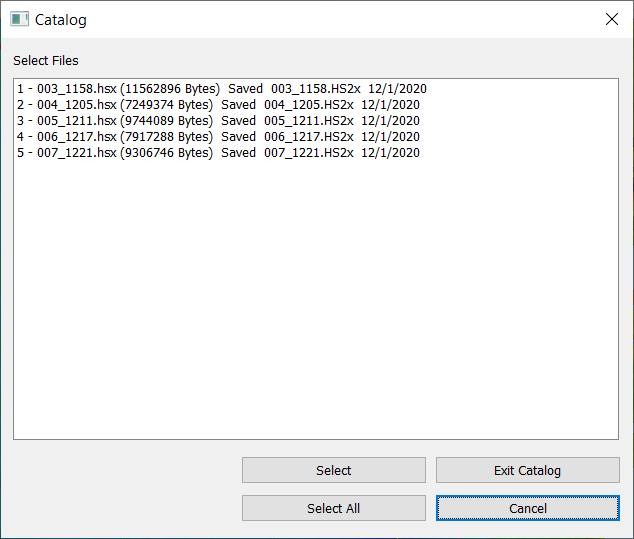 Catalog
Select Files
1 - 003_1158.hsx (11562896 Bytes)  Saved  003_1158.HS2x  12/1/2020
2 - 004_1205.hsx (7249374 Bytes)  Saved  004_1205.HS2x  12/1/2020
3 - 005_1211.hsx (9744089 Bytes)  Saved  005_1211.HS2x  12/1/2020
4 - 006_1217.hsx (7917288 Bytes)  Saved  006_1217.HS2x  12/1/2020
5 - 007_1221.hsx (9306746 Bytes)  Saved  007_1221.HS2x  12/1/2020
Select
Exit Catalog
Select All
Cancel